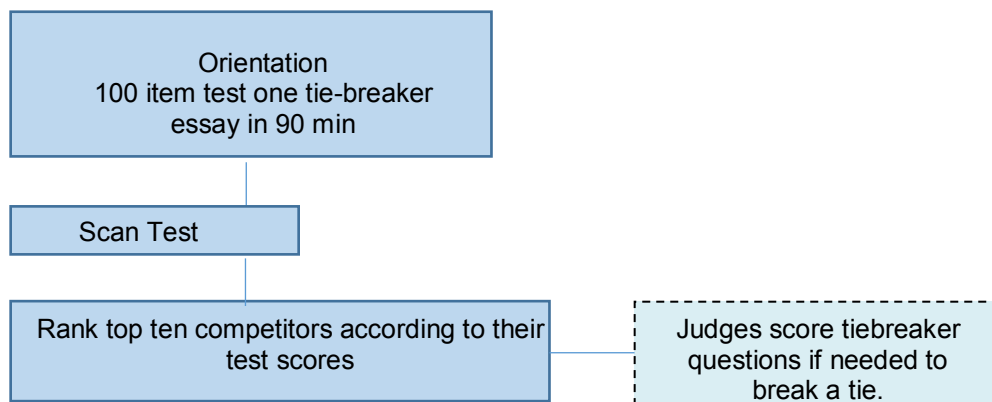 Orientation
100 item test one tie-breaker
essay in 90 min
Scan Test
Rank top ten competitors according to their
test scores
Judges score tiebreaker
questions if needed to
break a tie.